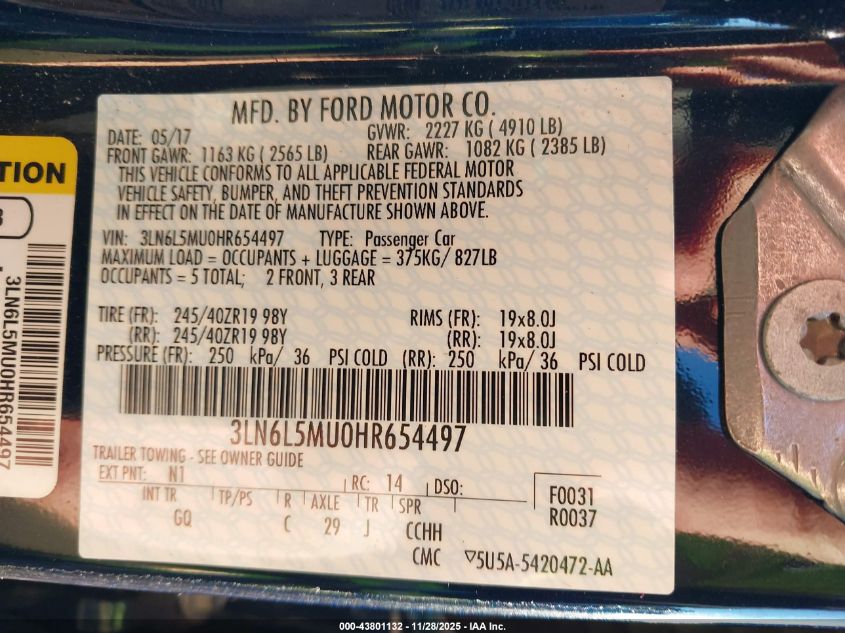 MFD. BY FORD MOTOR CO.
DATE: 05/17 GVWR: 2227 KG ( 4910 LB)
FRONT GAWR: 1163 KG ( 2565 LB) REAR GAWR: 1082 KG ( 2385 LB)
THIS VEHICLE CONFORMS TO ALL APPLICABLE FEDERAL MOTOR
VEHICLE SAFETY, BUMPER, AND THEFT PREVENTION STANDARDS
IN EFFECT ON THE DATE OF MANUFACTURE SHOWN ABOVE.
VIN: 3LN6L5MU0HR654497 TYPE: Passenger Car
MAXIMUM LOAD = OCCUPANTS + LUGGAGE = 375KG/ 827LB
OCCUPANTS = 5 TOTAL; 2 FRONT, 3 REAR
TIRE (FR): 245/40ZR19 98Y RIMS (FR): 19x8.0J
(RR): 245/40ZR19 98Y (RR): 19x8.0J
PRESSURE (FR): 250 kPa/ 36 PSI COLD (RR): 250 kPa/ 36 PSI COLD
3LN6L5MU0HR654497
TRAILER TOWING - SEE OWNER GUIDE
EXT PNT: N1 RC: 14 DSO:
INT TR TP/PS R AXLE TR SPR
GQ C 29 J CCHH
F0031
R0037
CMC ▽5U5A-5420472-AA
TION
3LN6L5MU0HR654497
000-43801132 - 11/28/2025 - IAA Inc.